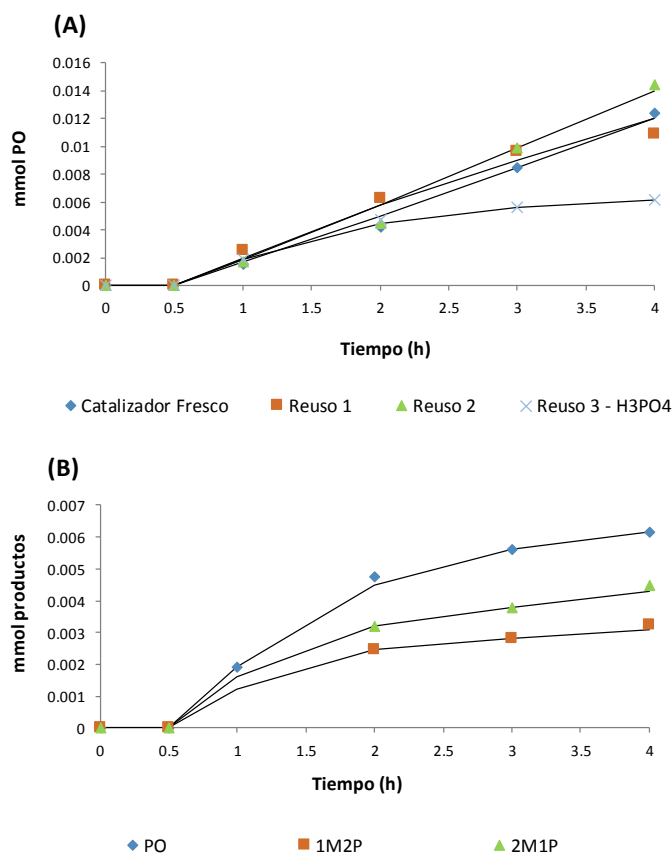 (A)
0.016
0.014
0.012
0.01
0.008
0.006
0.004
0.002
0
mmol PO
0 0.5 1 1.5 2 2.5 3 3.5 4
Tiempo (h)
Catalizador Fresco Reuso 1 Reuso 2 Reuso 3 - H3PO4
(B)
0.007
0.006
0.005
0.004
0.003
0.002
0.001
0
mmol productos
0 0.5 1 1.5 2 2.5 3 3.5 4
Tiempo (h)
PO 1M2P 2M1P